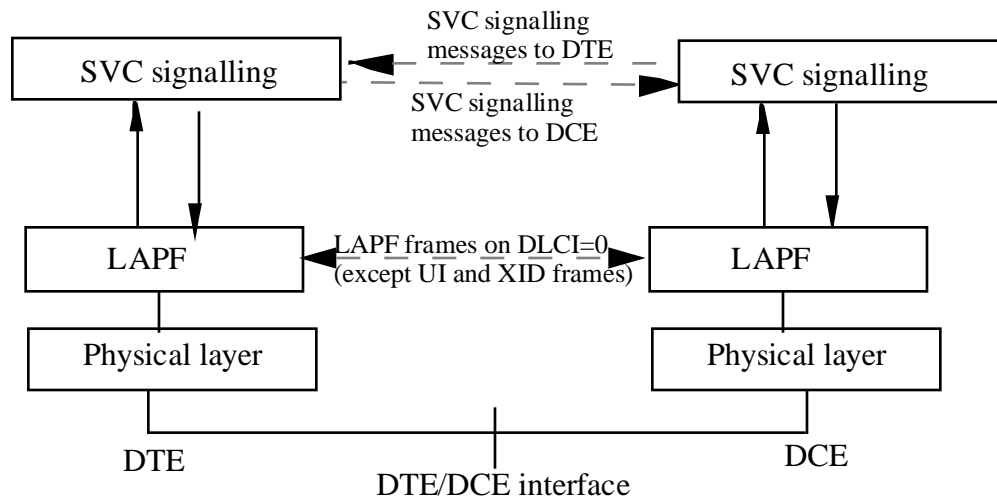 SVC signalling
messages to DTE
SVC signalling
SVC signalling
SVC signalling
messages to DCE
LAPF
LAPF frames on DLCI=0
(except UI and XID frames)
LAPF
Physical layer
Physical layer
DTE
DCE
DTE/DCE interface